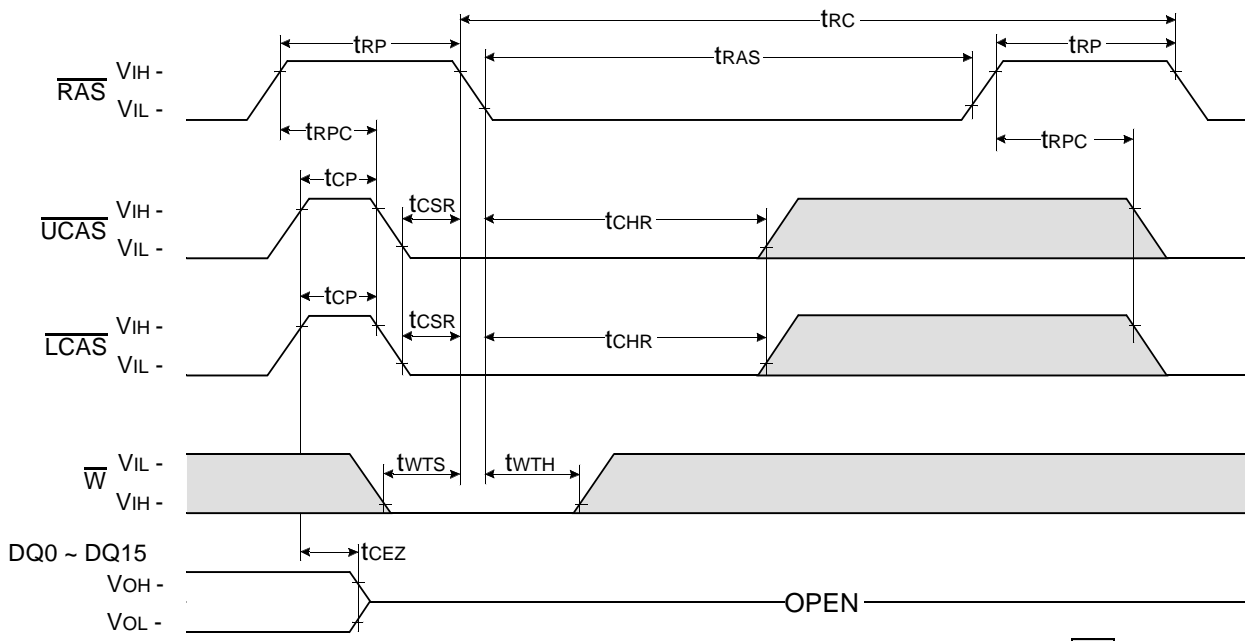 tRC
tRP
tRAS
tRP
RAS
VIH -
VIL -
tRPC
tRPC
tCP
tCSR
tCHR
UCAS
VIH -
VIL -
tCP
tCSR
tCHR
LCAS
VIH -
VIL -
tWTS
tWTH
W
VIL -
VIH -
DQ0 ~ DQ15
tCEZ
VOH -
VOL -
OPEN